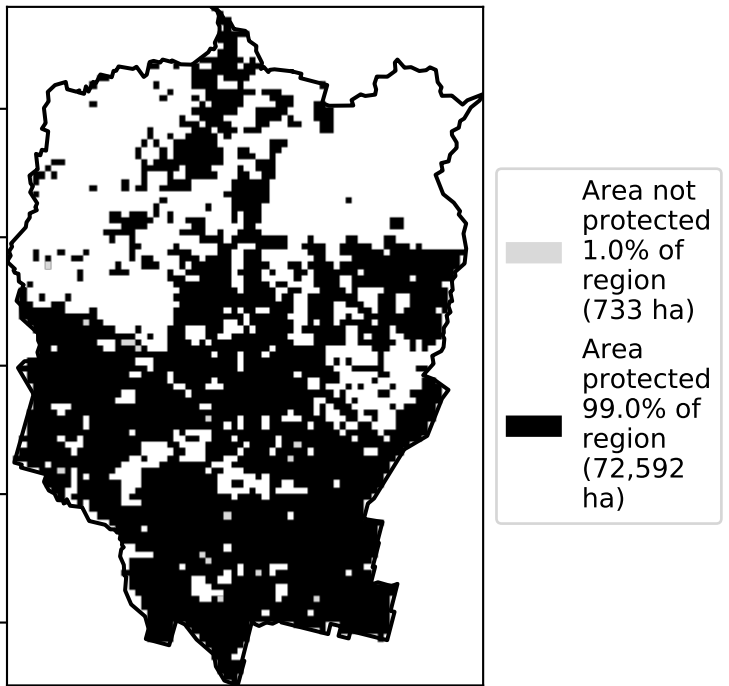 Area not
protected
1.0% of
region
(733 ha)
Area
protected
99.0% of
region
(72,592
ha)